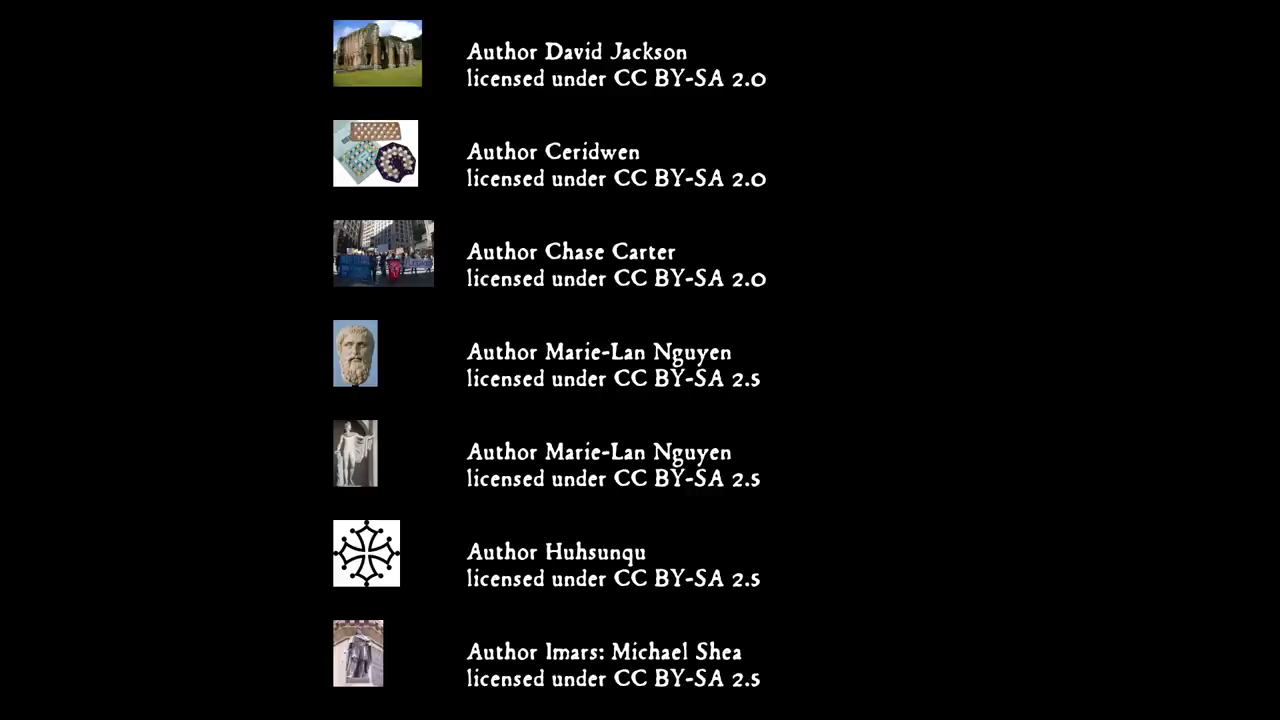 Author David Jackson
licensed under CC BY-SA 2.0
Author Ceridwen
licensed under CC BY-SA 2.0
Author Chase Carter
licensed under CC BY-SA 2.0
Author Marie-Lan Nguyen
licensed under CC BY-SA 2.5
Author Marie-Lan Nguyen
licensed under CC BY-SA 2.5
Author Huhsunqu
licensed under CC BY-SA 2.5
Author Imars: Michael Shea
licensed under CC BY-SA 2.5